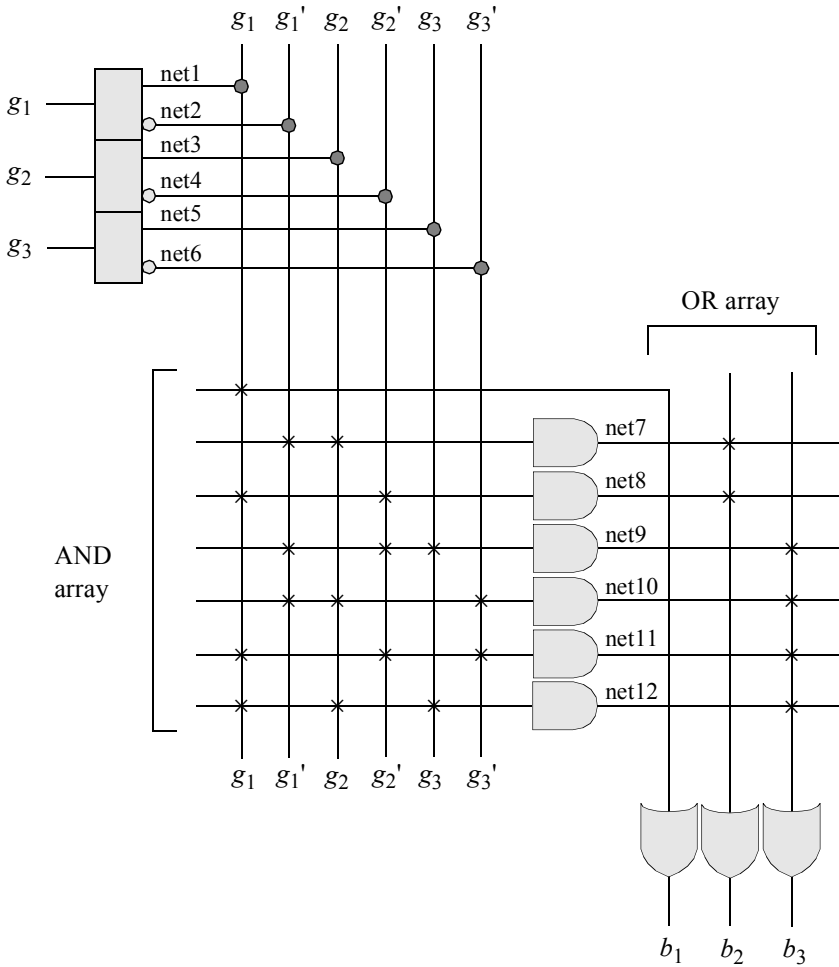 g1 g1' g2 g2' g3 g3'
net1
g1
net2
net3
g2
net4
net5
g3
net6
OR array
net7
net8
AND
array
net9
net10
net11
net12
g1 g1' g2 g2' g3 g3'
b1 b2 b3